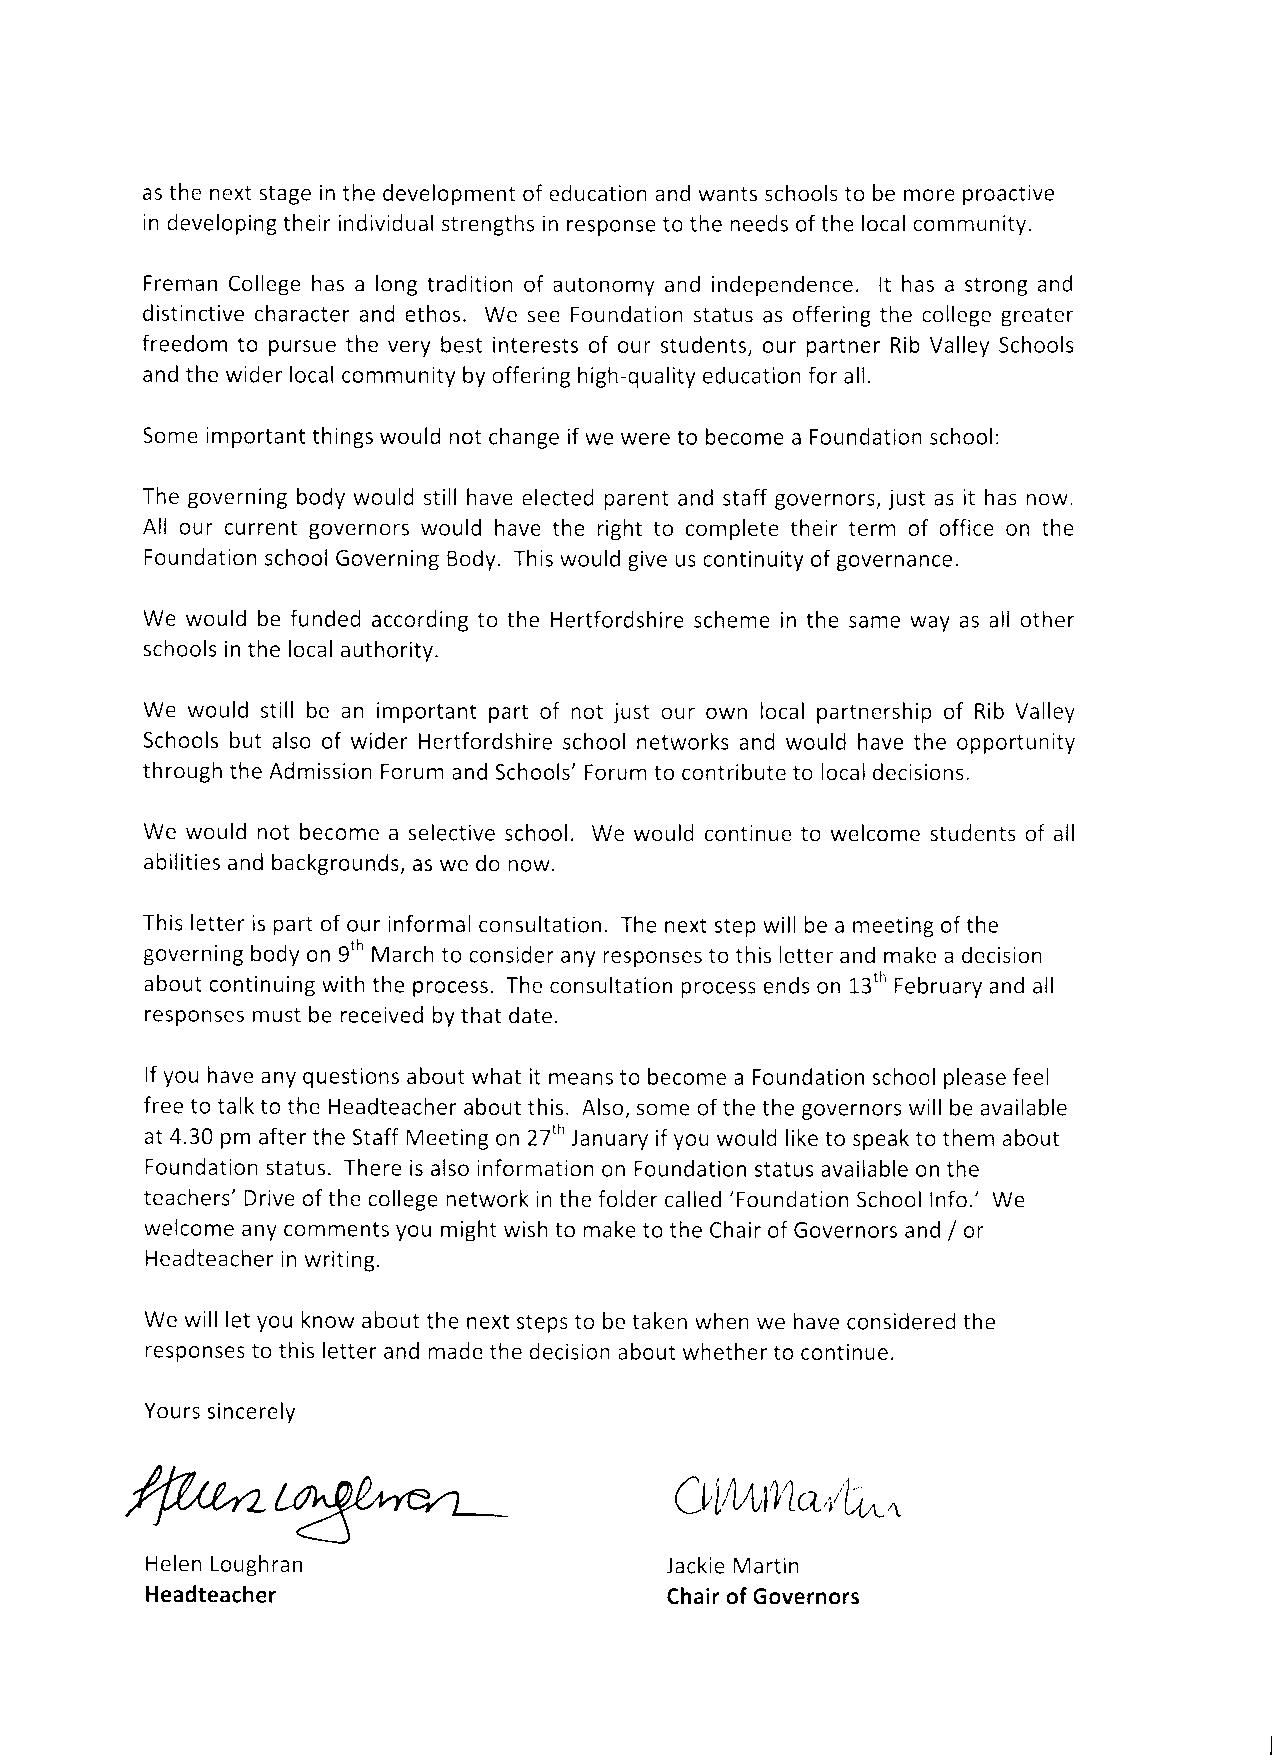 as the next stage in the development of education and wants schools to be more proactive
in developing their individual strengths in response to the needs of the local community.
Freman College has a long tradition of autonomy and independence. It has a strong and
distinctive character and ethos. We see Foundation status as offering the college greater
freedom to pursue the very best interests of our students, our partner Rib Valley Schools
and the wider local community by offering high-quality education for all.
Some important things would not change if we were to become a Foundation school:
The governing body would still have elected parent and staff governors, just as it has now.
All our current governors would have the right to complete their term of office on the
Foundation school Governing Body. This would give us continuity of governance.
We would be funded according to the Hertfordshire scheme in the same way as all other
schools in the local authority.
We would still be an important part of not just our own local partnership of Rib Valley
Schools but also of wider Hertfordshire school networks and would have the opportunity
through the Admission Forum and Schools' Forum to contribute to local decisions.
We would not become a selective school. We would continue to welcome students of all
abilities and backgrounds, as we do now.
This letter is part of our informal consultation. The next step will be a meeting of the
governing body on 9th March to consider any responses to this letter and make a decision
about continuing with the process. The consultation process ends on 13th February and all
responses must be received by that date.
If you have any questions about what it means to become a Foundation school please feel
free to talk to the Headteacher about this. Also, some of the the governors will be available
at 4.30 pm after the Staff Meeting on 27th January if you would like to speak to them about
Foundation status. There is also information on Foundation status available on the
teachers' Drive of the college network in the folder called 'Foundation School Info.' We
welcome any comments you might wish to make to the Chair of Governors and / or
Headteacher in writing.
We will let you know about the next steps to be taken when we have considered the
responses to this letter and made the decision about whether to continue.
Yours sincerely
Helen Loughran
Helen Loughran Jackie Martin
Headteacher Chair of Governors